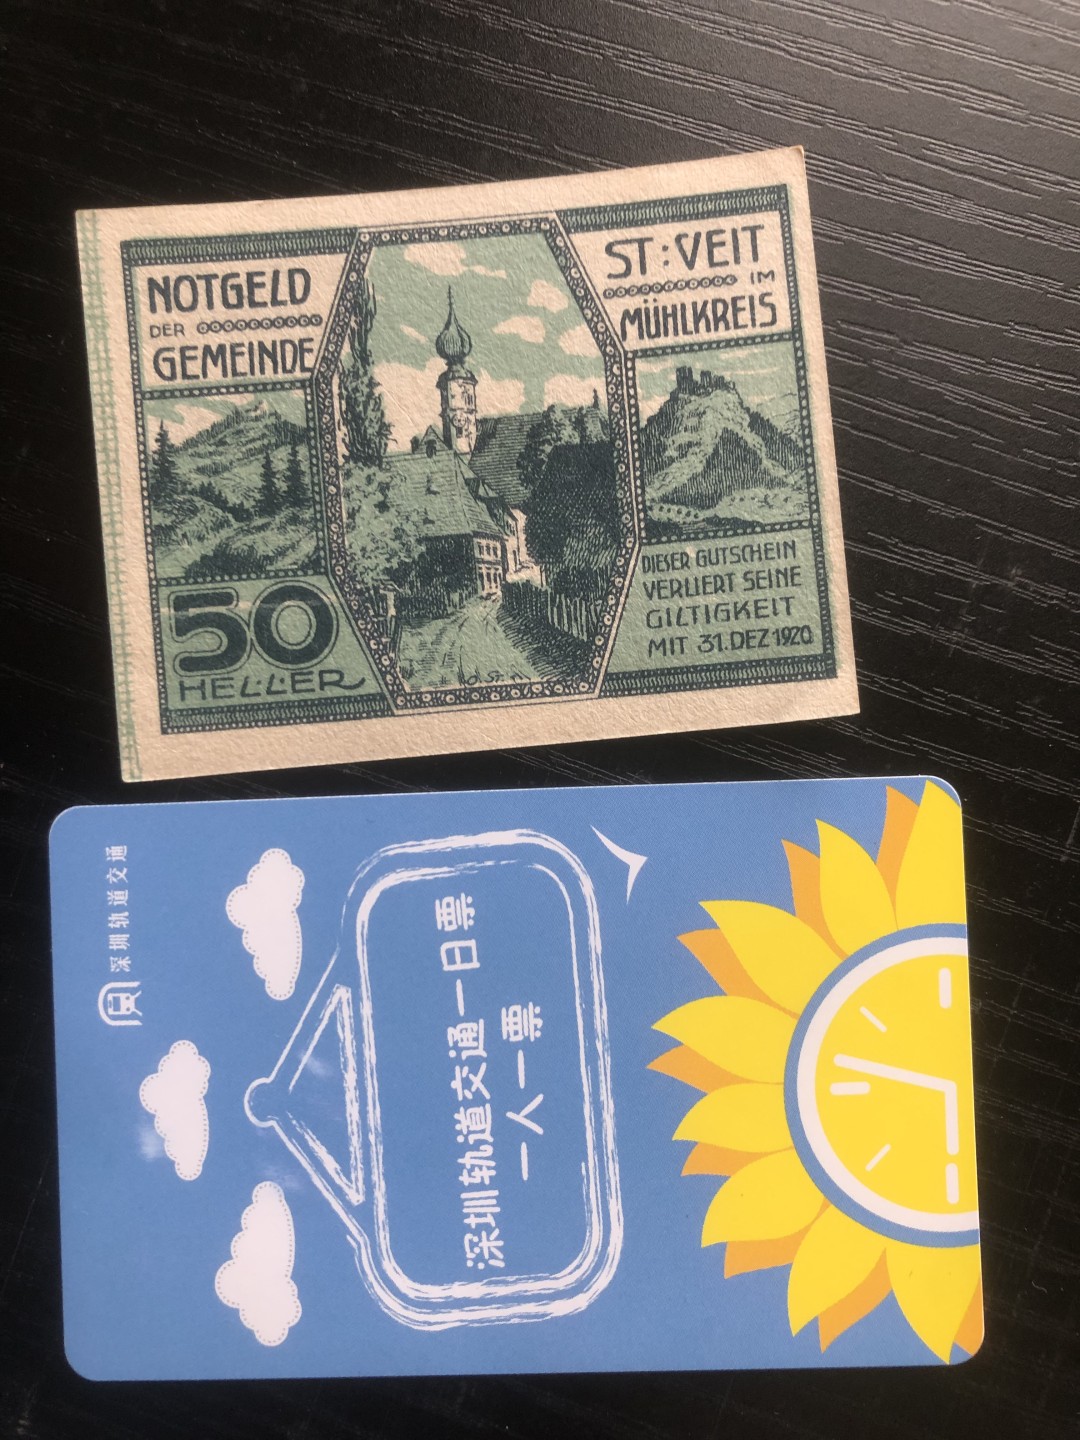 NOTGELD
DER
GEMEINDE
ST: VEIT
IM
MÜHLKREIS
50
HELLER
DIESER GUTSCHEIN
VERLIERT SEINE
GILTIGKEIT
MIT 31. DEZ 1920
深圳轨道交通
深圳轨道交通一日票
一人一票